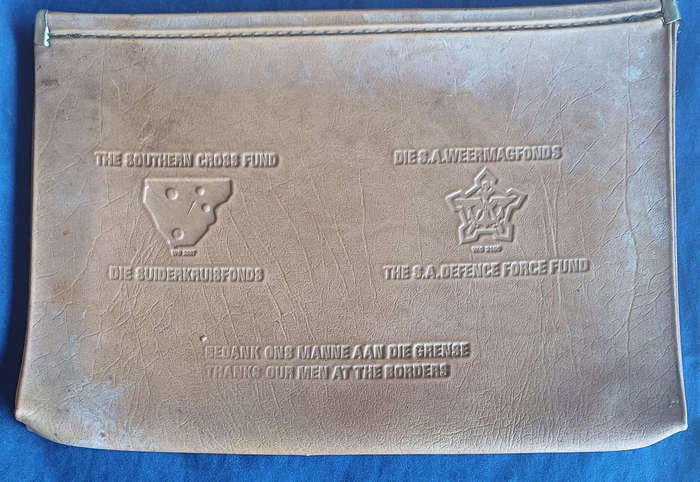 THE SOUTHERN CROSS FUND
DIE SUIDERKRUISFONDS
DIE S.A. WEERMAGFONDS
THE S.A. DEFENCE FORCE FUND
BEDANK ONS MANNE AAN DIE GRENSE
THANKS OUR MEN AT THE BORDERS